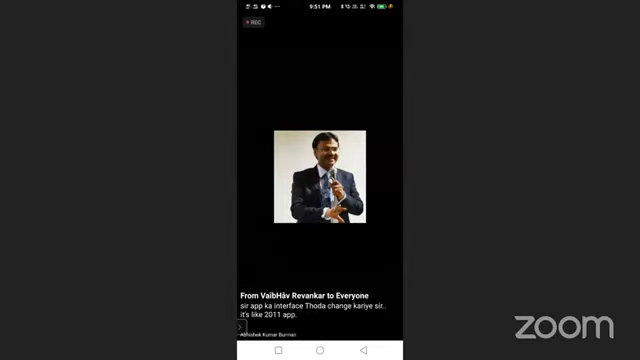 9:51 PM
REC
From VaibHāv Revankar to Everyone
sir app ka interface Thoda change kariye sir..
it's like 2011 app.
Abhishek Kumar Burman
zoom